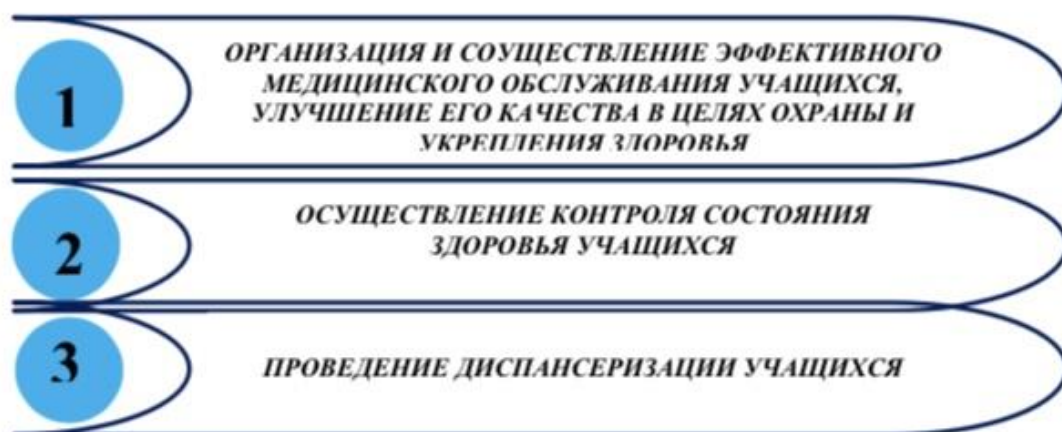 1
ОРГАНИЗАЦИЯ И СОУЩЕСТВЛЕНИЕ ЭФФЕКТИВНОГО
МЕДИЦИНСКОГО ОБСЛУЖИВАНИЯ УЧАЩИХСЯ,
УЛУЧШЕНИЕ ЕГО КАЧЕСТВА В ЦЕЛЯХ ОХРАНЫ И
УКРЕПЛЕНИЯ ЗДОРОВЬЯ
2
ОСУЩЕСТВЛЕНИЕ КОНТРОЛЯ СОСТОЯНИЯ
ЗДОРОВЬЯ УЧАЩИХСЯ
3
ПРОВЕДЕНИЕ ДИСПАНСЕРИЗАЦИИ УЧАЩИХСЯ